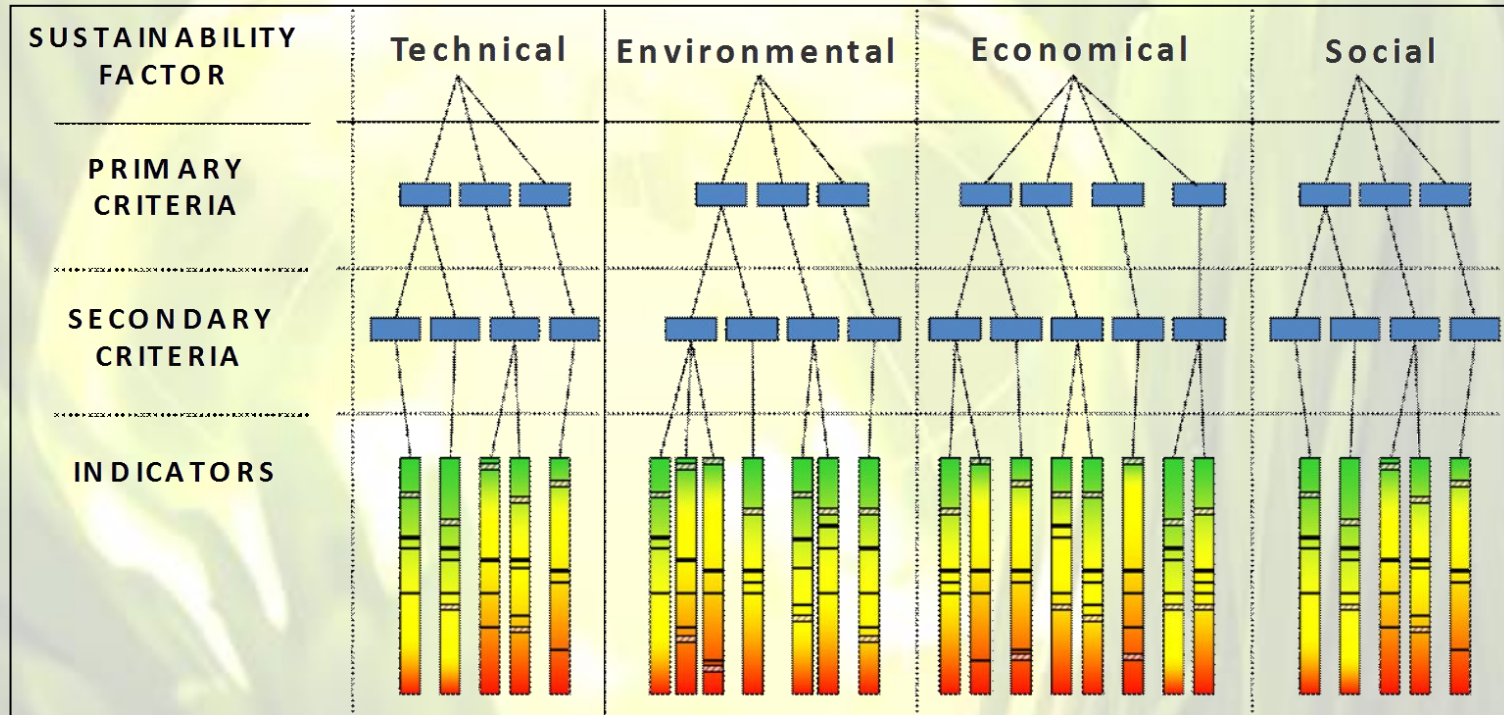 SUSTAINABILITY
FACTOR
Technical
Environmental
Economical
Social
PRIMARY
CRITERIA
SECONDARY
CRITERIA
INDICATORS